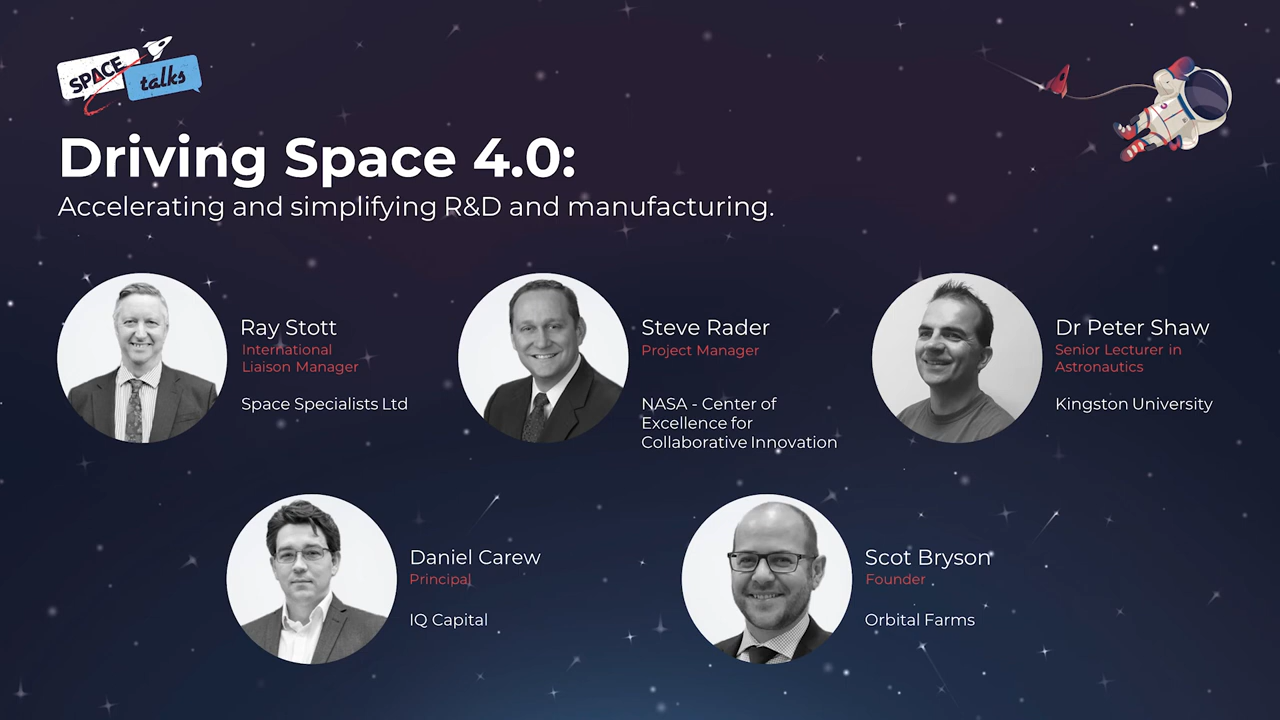 SPACE
talks
Driving Space 4.0:
Accelerating and simplifying R&D and manufacturing.
Ray Stott
International
Liaison Manager
Space Specialists Ltd
Steve Rader
Project Manager
NASA - Center of
Excellence for
Collaborative Innovation
Dr Peter Shaw
Senior Lecturer in
Astronautics
Kingston University
Daniel Carew
Principal
IQ Capital
Scot Bryson
Founder
Orbital Farms